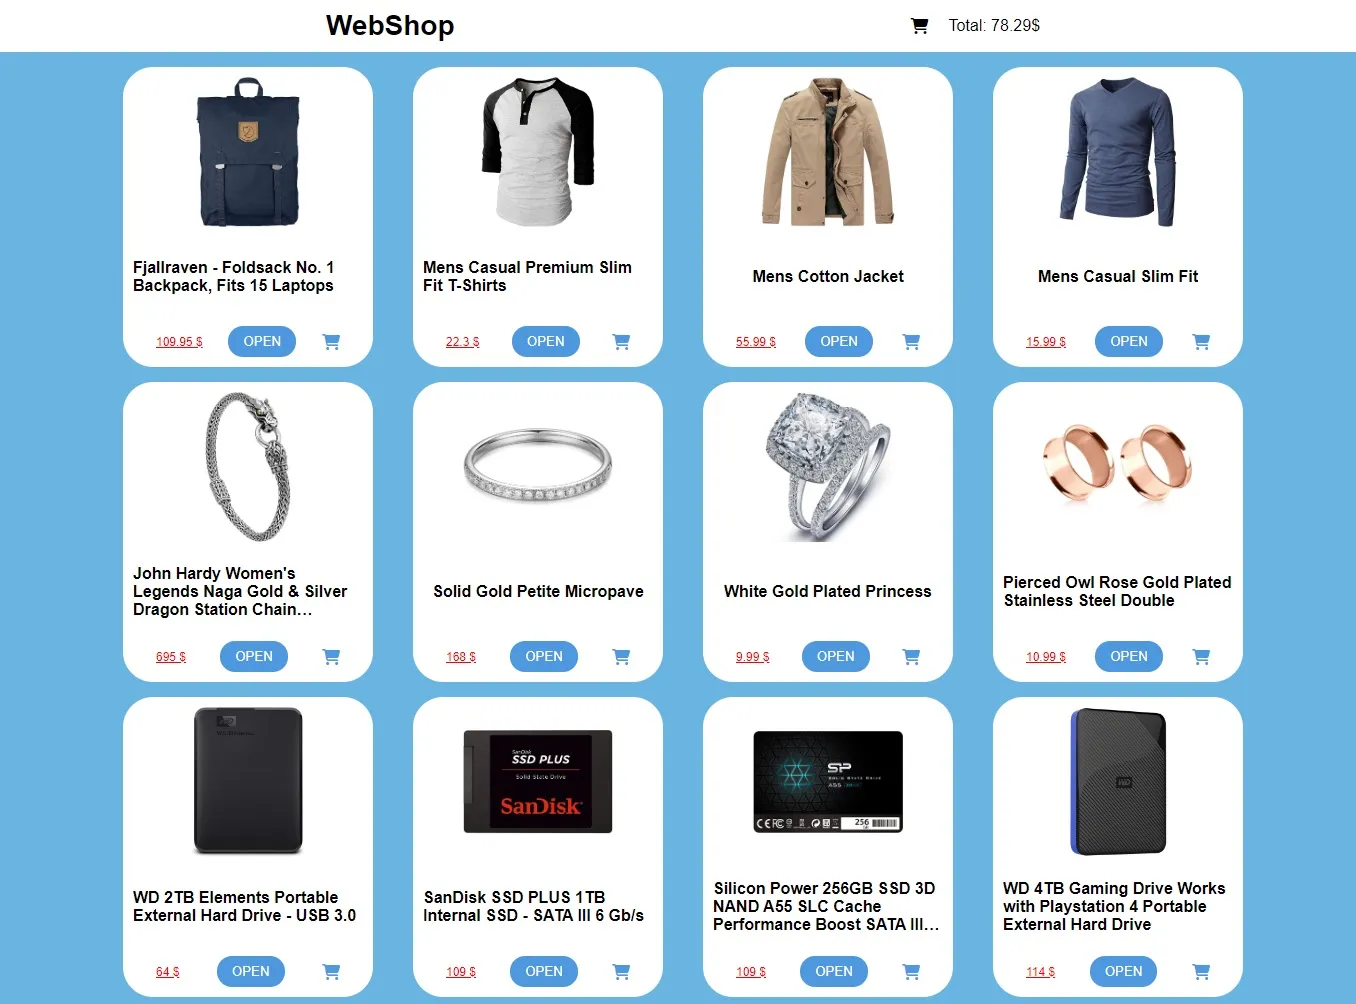 WebShop
Total: 78.29$
Fjallraven - Foldsack No. 1
Backpack, Fits 15 Laptops
109.95 $
OPEN
Mens Casual Premium Slim
Fit T-Shirts
22.3 $
OPEN
Mens Cotton Jacket
55.99 $
OPEN
Mens Casual Slim Fit
15.99 $
OPEN
John Hardy Women's
Legends Naga Gold & Silver
Dragon Station Chain...
695 $
OPEN
Solid Gold Petite Micropave
168 $
OPEN
White Gold Plated Princess
9.99 $
OPEN
Pierced Owl Rose Gold Plated
Stainless Steel Double
10.99 $
OPEN
WD 2TB Elements Portable
External Hard Drive - USB 3.0
64 $
OPEN
SanDisk
SSD PLUS
Solid State Drive
SanDisk
SanDisk SSD PLUS 1TB
Internal SSD - SATA III 6 Gb/s
109 $
OPEN
SP
SOLID STATE DRIVE
A55
256
Silicon Power 256GB SSD 3D
NAND A55 SLC Cache
Performance Boost SATA III...
109 $
OPEN
WD
WD 4TB Gaming Drive Works
with Playstation 4 Portable
External Hard Drive
114 $
OPEN